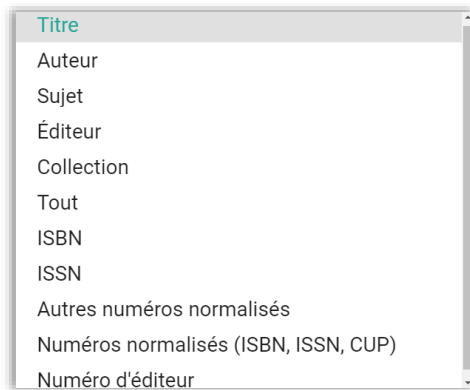 Titre
Auteur
Sujet
Éditeur
Collection
Tout
ISBN
ISSN
Autres numéros normalisés
Numéros normalisés (ISBN, ISSN, CUP)
Numéro d'éditeur